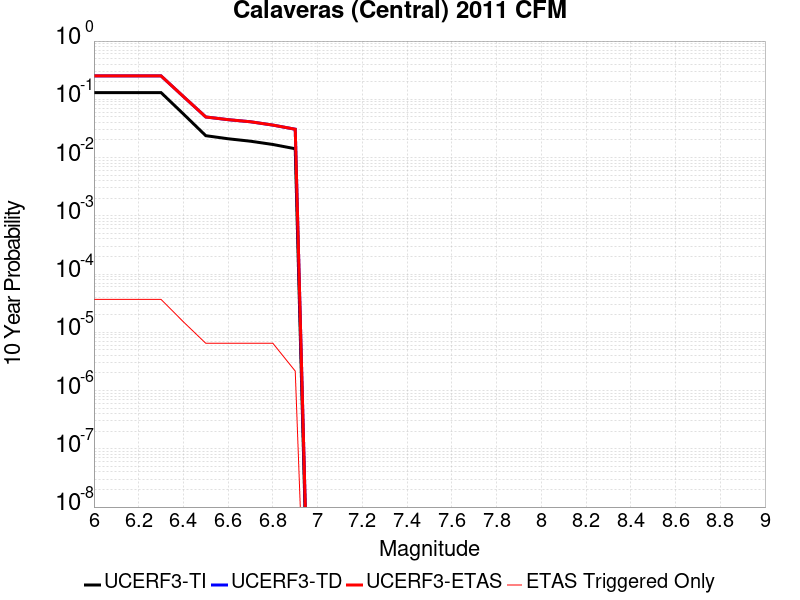 Calaveras (Central) 2011 CFM
10 Year Probability
10^0
10^-1
10^-2
10^-3
10^-4
10^-5
10^-6
10^-7
10^-8
6 6.2 6.4 6.6 6.8 7 7.2 7.4 7.6 7.8 8 8.2 8.4 8.6 8.8 9
Magnitude
UCERF3-TI UCERF3-TD UCERF3-ETAS ETAS Triggered Only